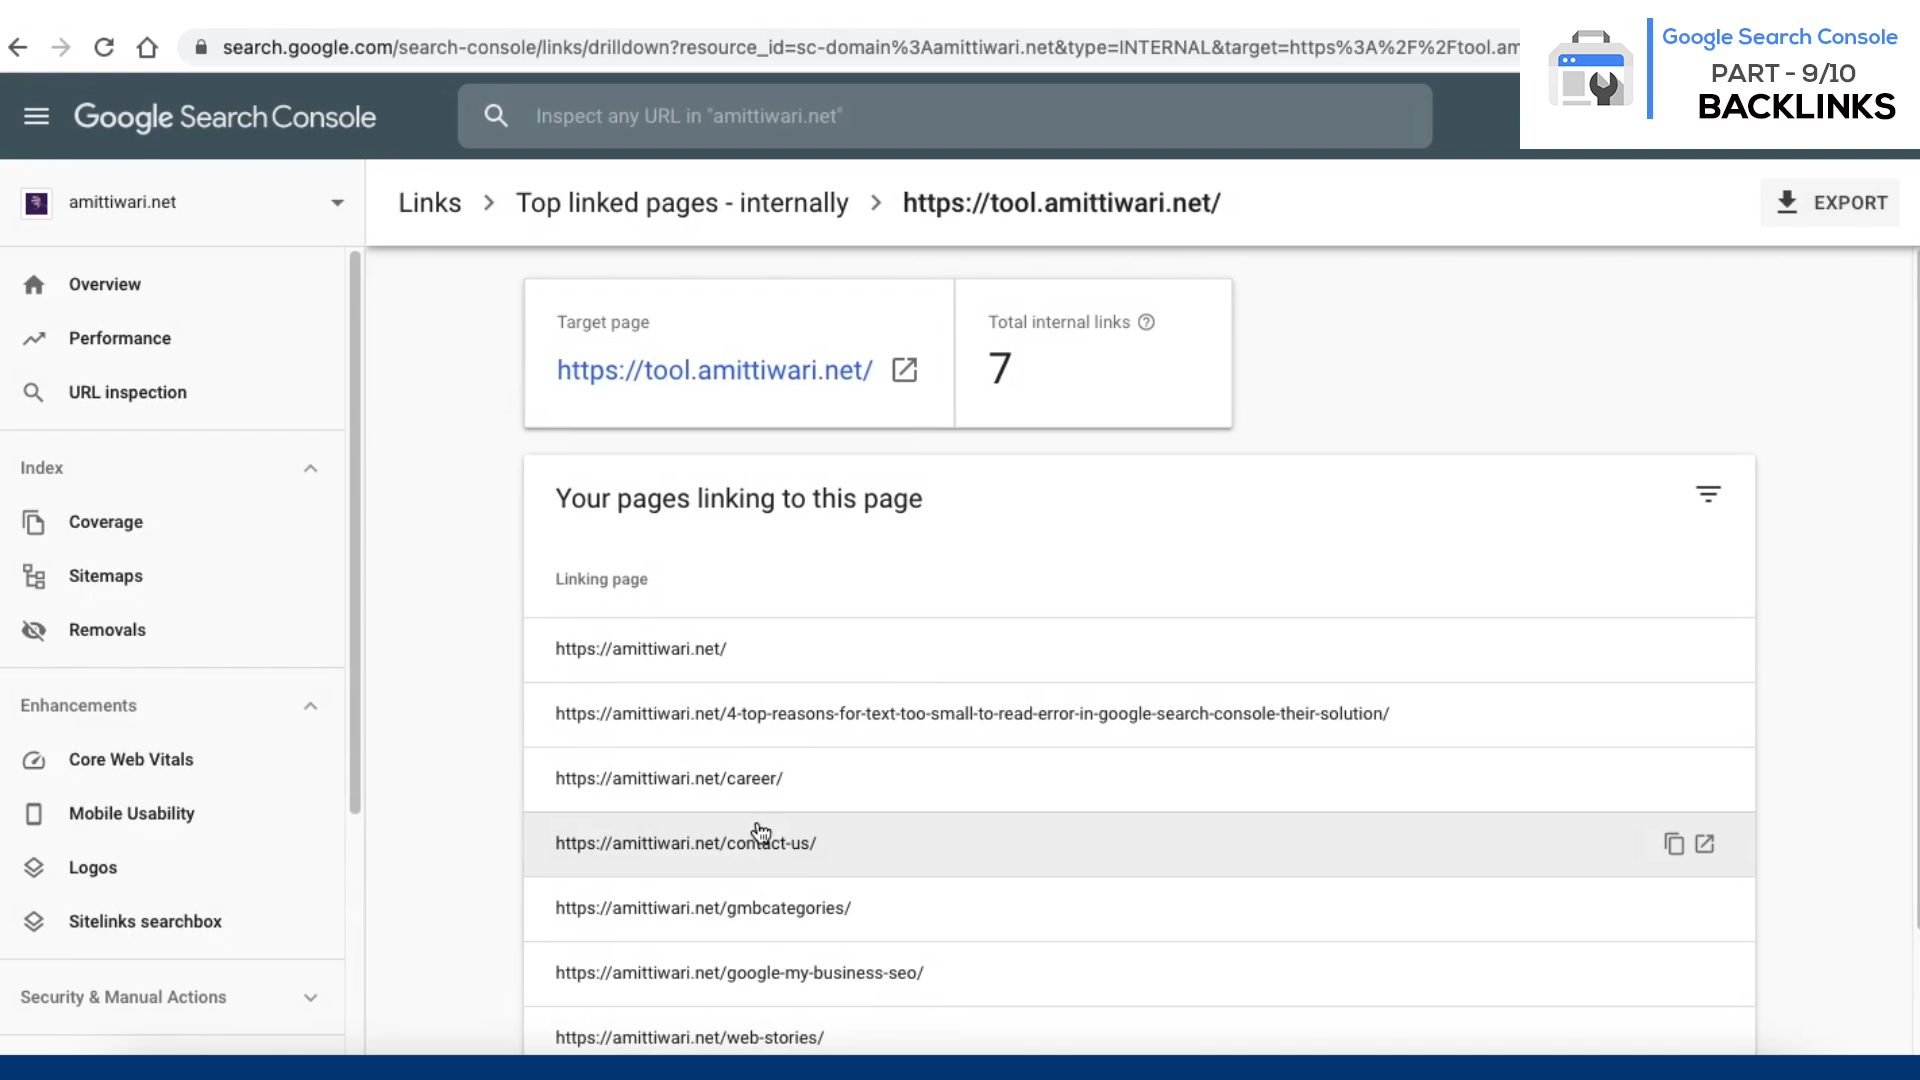 search.google.com/search-console/links/drilldown?resource_id=sc-domain%3Aamittiwari.net&type=INTERNAL&target=https%3A%2F%2Ftool.am
Google Search Console
PART - 9/10
BACKLINKS
Google Search Console
Inspect any URL in "amittiwari.net"
amittiwari.net
Links > Top linked pages - internally > https://tool.amittiwari.net/
EXPORT
Overview
Performance
URL inspection
Index
Coverage
Sitemaps
Removals
Enhancements
Core Web Vitals
Mobile Usability
Logos
Sitelinks searchbox
Security & Manual Actions
Target page
https://tool.amittiwari.net/
Total internal links
7
Your pages linking to this page
Linking page
https://amittiwari.net/
https://amittiwari.net/4-top-reasons-for-text-too-small-to-read-error-in-google-search-console-their-solution/
https://amittiwari.net/career/
https://amittiwari.net/contact-us/
https://amittiwari.net/gmbcategories/
https://amittiwari.net/google-my-business-seo/
https://amittiwari.net/web-stories/